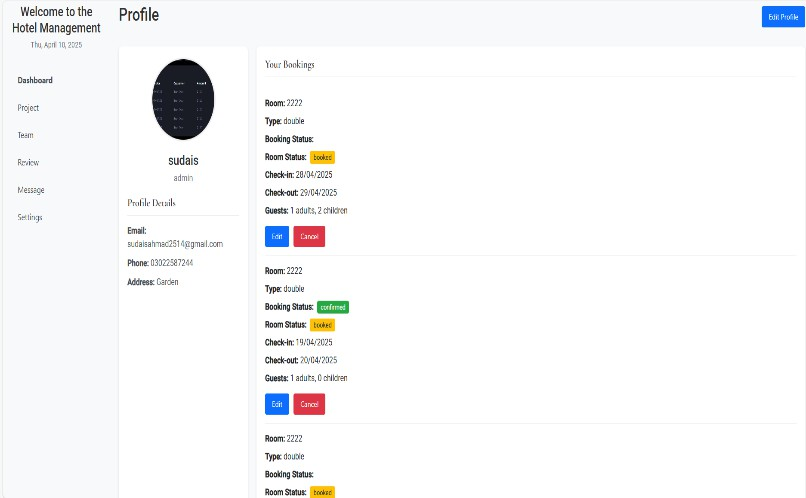 Welcome to the
Hotel Management
Thu, April 10, 2025
Dashboard
Project
Team
Review
Message
Settings
Profile
Edit Profile
sudais
admin
Profile Details
Email:
sudaisahmad2514@gmail.com
Phone: 03022587244
Address: Garden
Your Bookings
Room: 2222
Type: double
Booking Status:
Room Status: booked
Check-in: 28/04/2025
Check-out: 29/04/2025
Guests: 1 adults, 2 children
Edit Cancel
Room: 2222
Type: double
Booking Status: confirmed
Room Status: booked
Check-in: 19/04/2025
Check-out: 20/04/2025
Guests: 1 adults, 0 children
Edit Cancel
Room: 2222
Type: double
Booking Status:
Room Status: booked